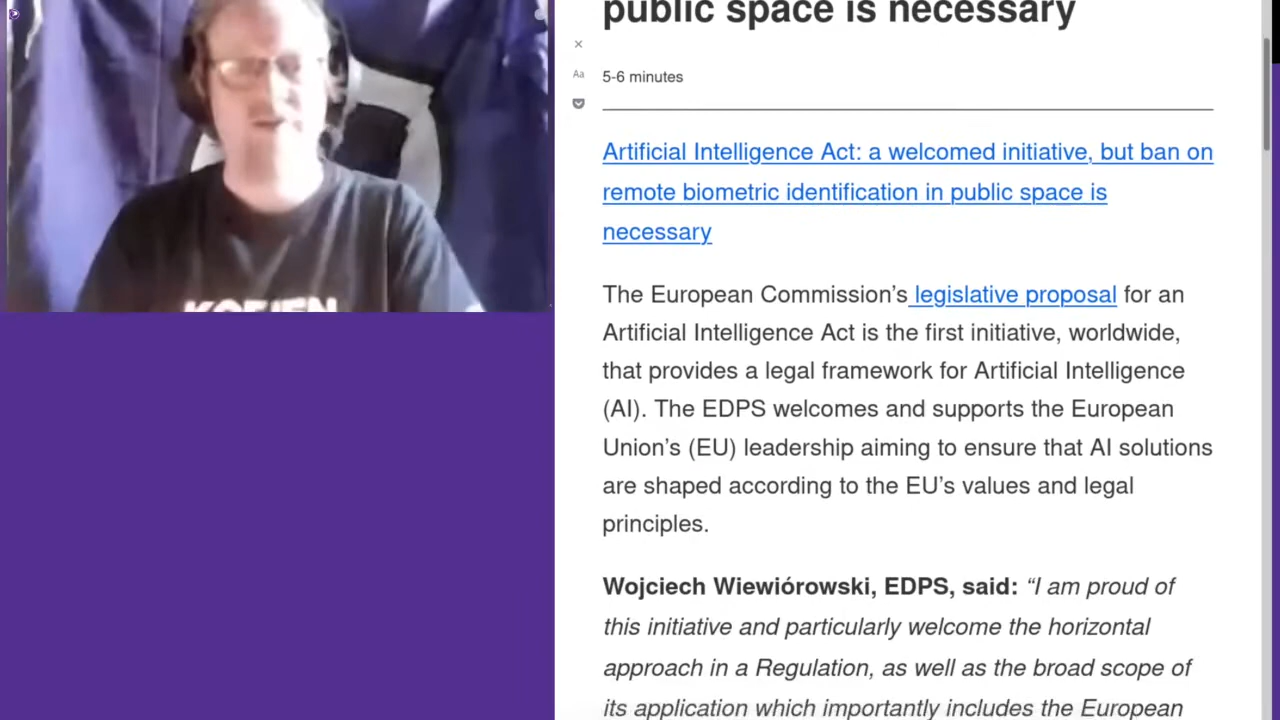 public space is necessary
Aa
5-6 minutes
Artificial Intelligence Act: a welcomed initiative, but ban on
remote biometric identification in public space is
necessary
The European Commission’s legislative proposal for an
Artificial Intelligence Act is the first initiative, worldwide,
that provides a legal framework for Artificial Intelligence
(AI). The EDPS welcomes and supports the European
Union’s (EU) leadership aiming to ensure that AI solutions
are shaped according to the EU’s values and legal
principles.
Wojciech Wiewiórowski, EDPS, said: “I am proud of
this initiative and particularly welcome the horizontal
approach in a Regulation, as well as the broad scope of
its application which importantly includes the European